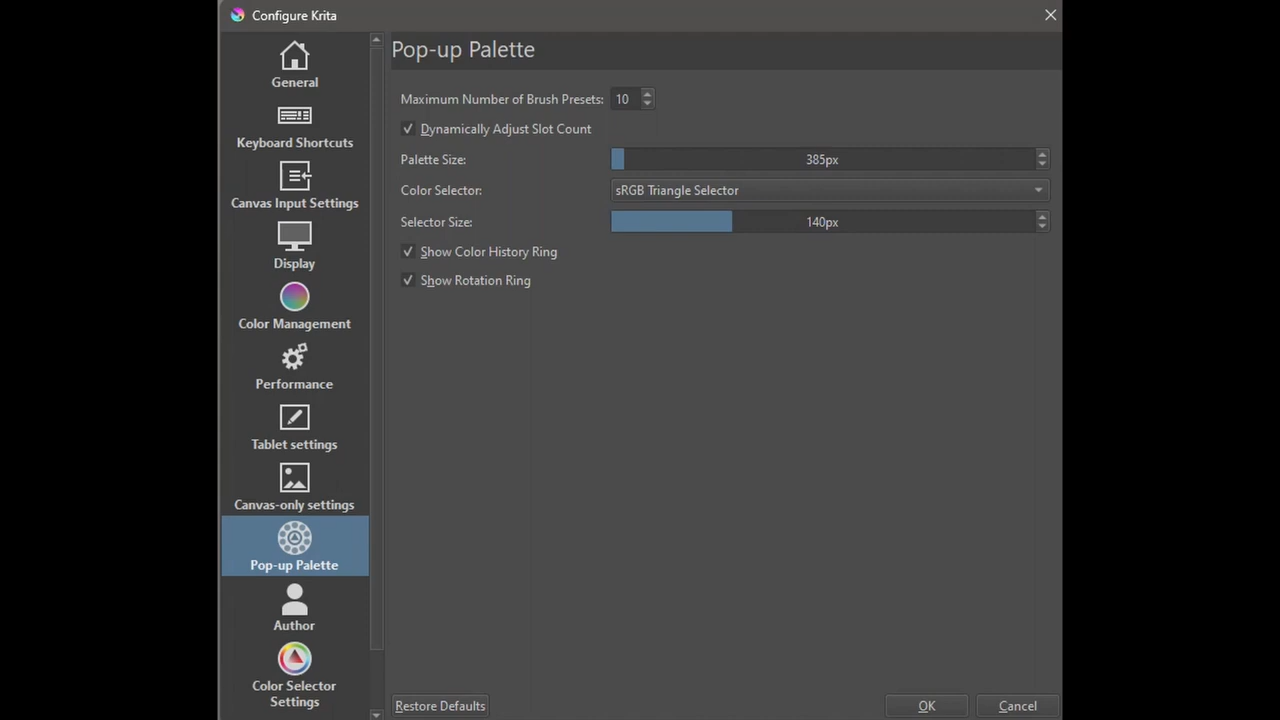 Configure Krita
General
Keyboard Shortcuts
Canvas Input Settings
Display
Color Management
Performance
Tablet settings
Canvas-only settings
Pop-up Palette
Author
Color Selector
Settings
Pop-up Palette
Maximum Number of Brush Presets: 10
Dynamically Adjust Slot Count
Palette Size: 385px
Color Selector: sRGB Triangle Selector
Selector Size: 140px
Show Color History Ring
Show Rotation Ring
Restore Defaults OK Cancel